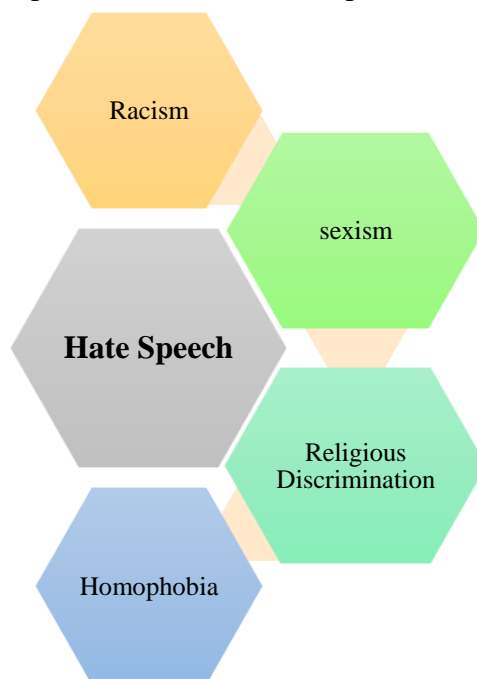 Racism
sexism
Hate Speech
Religious
Discrimination
Homophobia